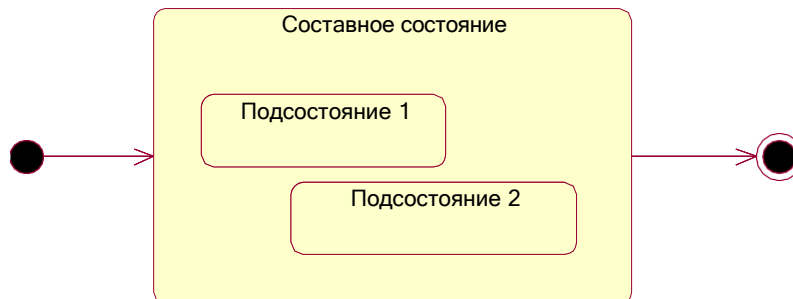 Составное состояние
Подсостояние 1
Подсостояние 2